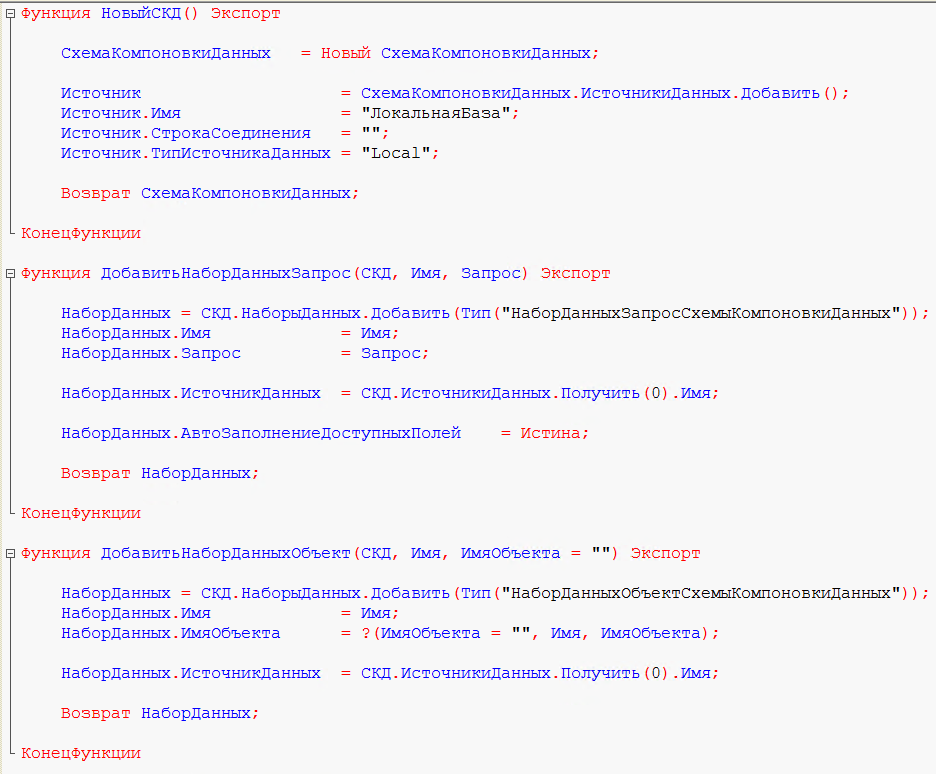 Функция НовыйСКД() Экспорт
СхемаКомпоновкиДанных   = Новый СхемаКомпоновкиДанных;
Источник                    = СхемаКомпоновкиДанных.ИсточникиДанных.Добавить();
Источник.Имя                = "ЛокальнаяБаза";
Источник.СтрокаСоединения   = "";
Источник.ТипИсточникаДанных = "Local";
Возврат СхемаКомпоновкиДанных;
КонецФункции
Функция ДобавитьНаборДанныхЗапрос(СКД, Имя, Запрос) Экспорт
НаборДанных = СКД.НаборыДанных.Добавить(Тип("НаборДанныхЗапросСхемыКомпоновкиДанных"));
НаборДанных.Имя             = Имя;
НаборДанных.Запрос          = Запрос;
НаборДанных.ИсточникДанных  = СКД.ИсточникиДанных.Получить(0).Имя;
НаборДанных.АвтоЗаполнениеДоступныхПолей    = Истина;
Возврат НаборДанных;
КонецФункции
Функция ДобавитьНаборДанныхОбъект(СКД, Имя, ИмяОбъекта = "") Экспорт
НаборДанных = СКД.НаборыДанных.Добавить(Тип("НаборДанныхОбъектСхемыКомпоновкиДанных"));
НаборДанных.Имя             = Имя;
НаборДанных.ИмяОбъекта      = ?(ИмяОбъекта = "", Имя, ИмяОбъекта);
НаборДанных.ИсточникДанных  = СКД.ИсточникиДанных.Получить(0).Имя;
Возврат НаборДанных;
КонецФункции